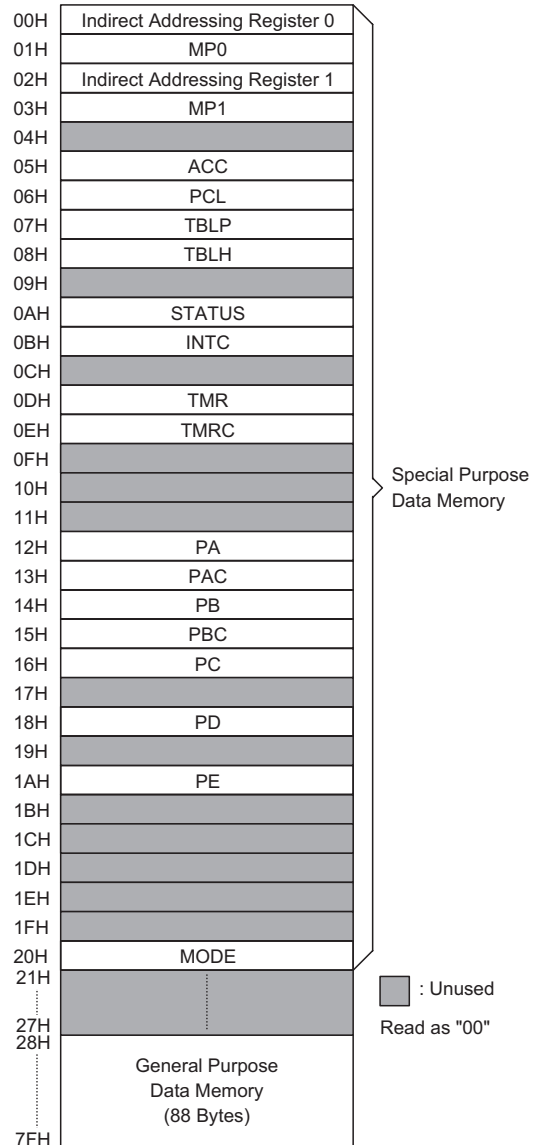 00H Indirect Addressing Register 0
01H MP0
02H Indirect Addressing Register 1
03H MP1
04H
05H ACC
06H PCL
07H TBLP
08H TBLH
09H
0AH STATUS
0BH INTC
0CH
0DH TMR
0EH TMRC
0FH
10H
11H
12H PA
13H PAC
14H PB
15H PBC
16H PC
17H
18H PD
19H
1AH PE
1BH
1CH
1DH
1EH
1FH
20H MODE
21H
27H
28H
7FH
General Purpose
Data Memory
(88 Bytes)
Special Purpose
Data Memory
: Unused
Read as "00"